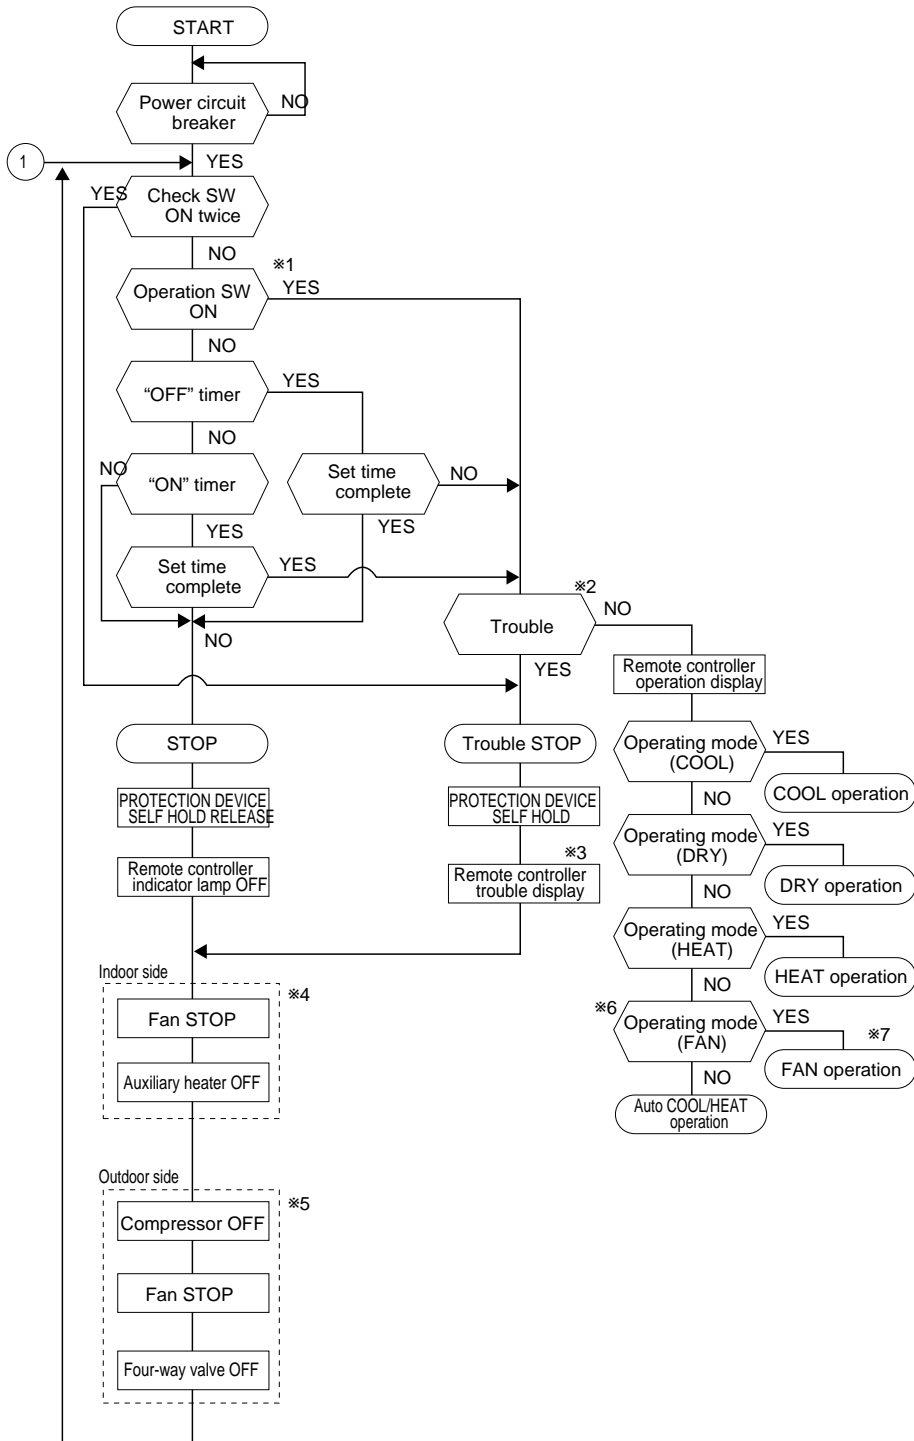 START
Power circuit
breaker
NO
1
YES
YES
Check SW
ON twice
NO
※1
Operation SW
ON
YES
NO
"OFF" timer
YES
NO
NO
"ON" timer
Set time
complete
NO
YES
YES
Set time
complete
YES
NO
※2
Trouble
NO
YES
Remote controller
operation display
STOP
Trouble STOP
Operating mode
(COOL)
YES
COOL operation
NO
PROTECTION DEVICE
SELF HOLD RELEASE
PROTECTION DEVICE
SELF HOLD
Operating mode
(DRY)
YES
DRY operation
NO
※3
Remote controller
indicator lamp OFF
Remote controller
trouble display
Operating mode
(HEAT)
YES
HEAT operation
NO
Indoor side
※4
Fan STOP
Auxiliary heater OFF
※6
Operating mode
(FAN)
YES
※7
FAN operation
NO
Auto COOL/HEAT
operation
Outdoor side
※5
Compressor OFF
Fan STOP
Four-way valve OFF